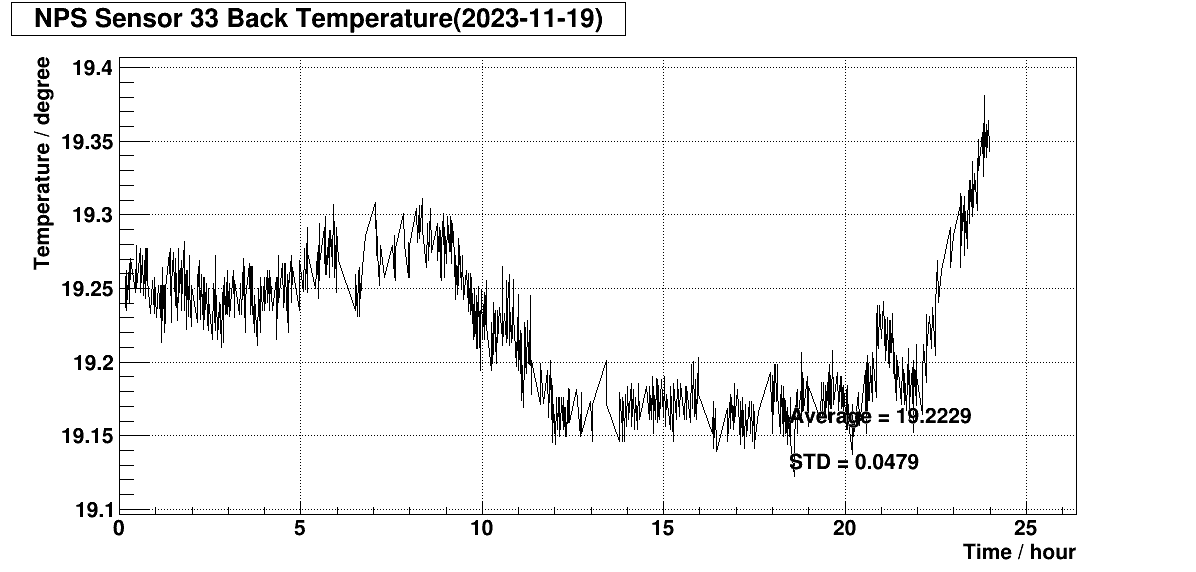 NPS Sensor 33 Back Temperature(2023-11-19)
Temperature / degree
19.4
19.35
19.3
19.25
19.2
19.15
19.1
Average = 19.2229
STD = 0.0479
0 5 10 15 20 25
Time / hour